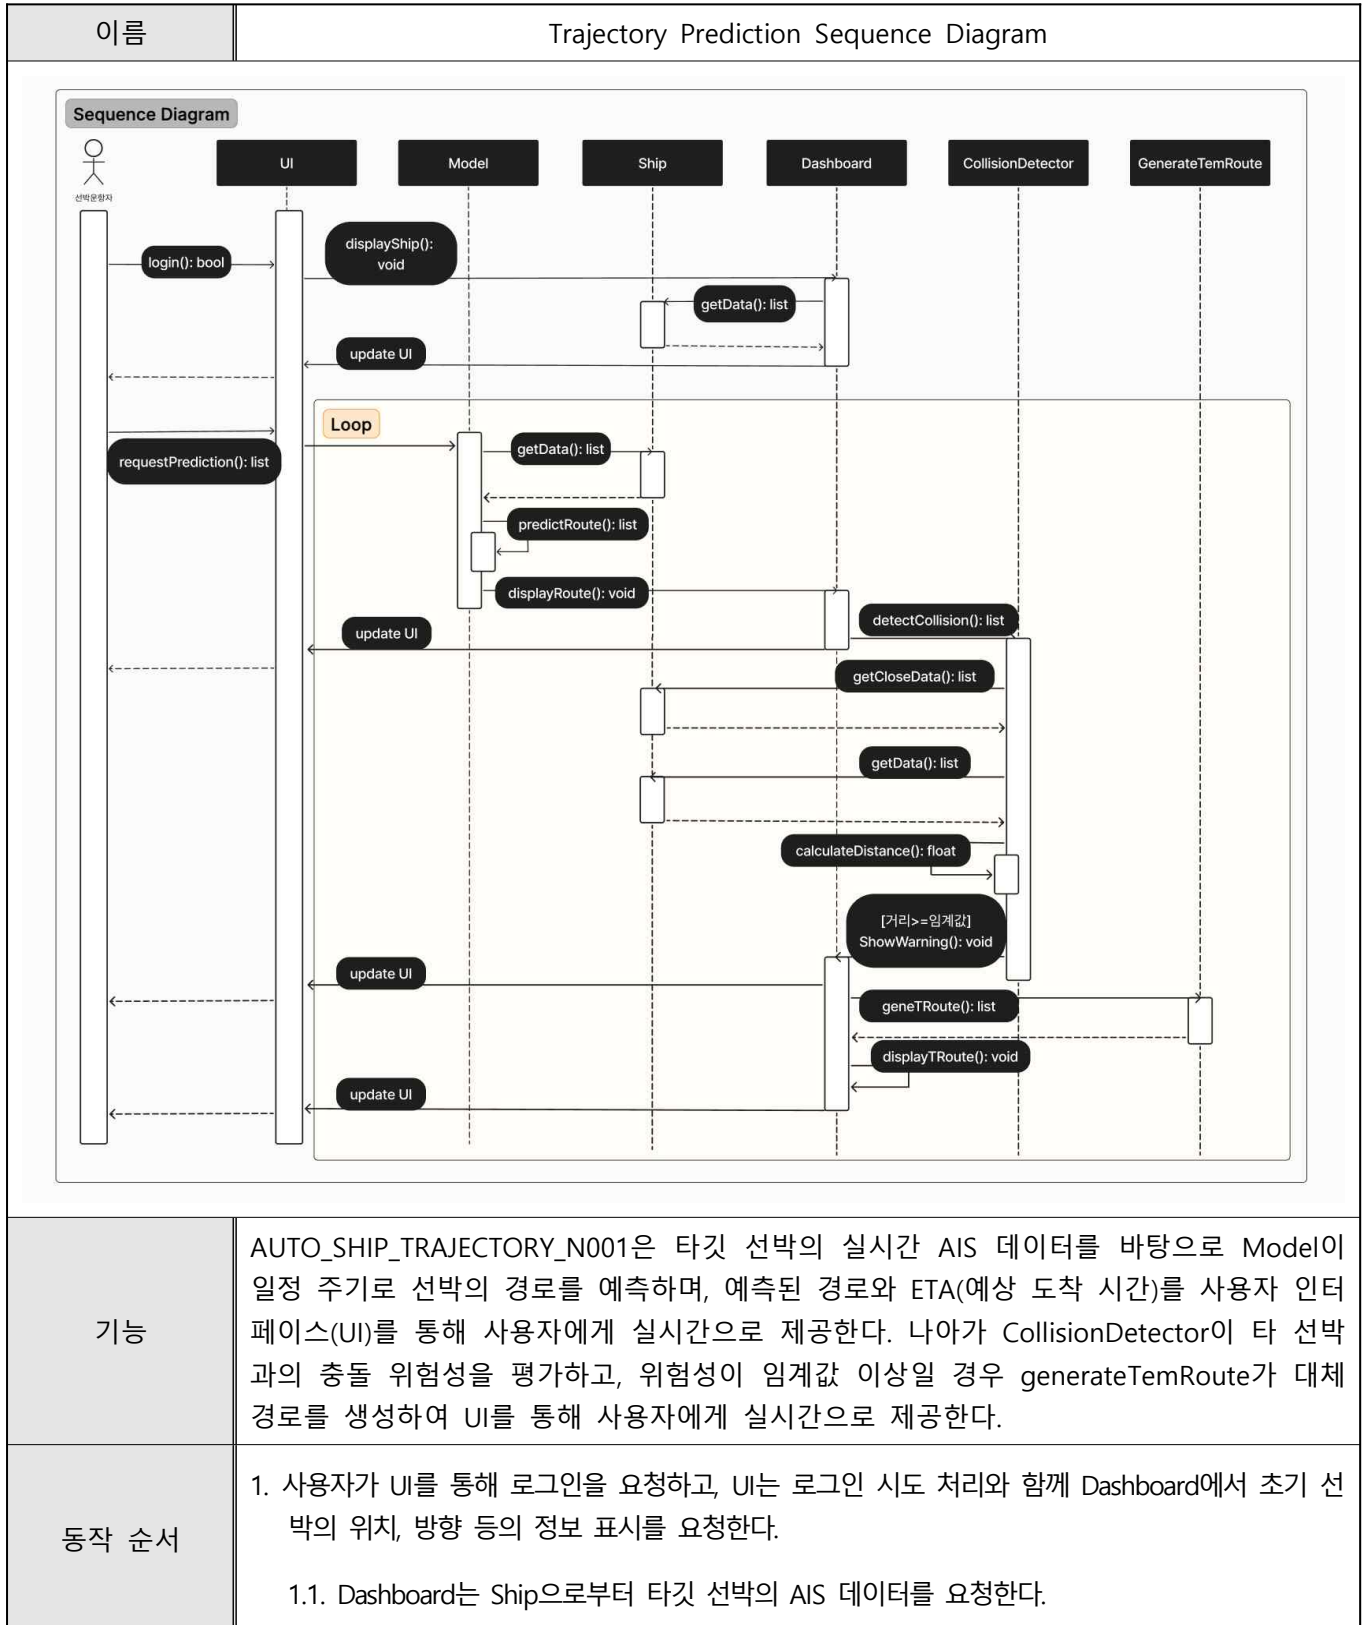 이름
Trajectory Prediction Sequence Diagram
Sequence Diagram
선박운항자
UI
Model
Ship
Dashboard
CollisionDetector
GenerateTemRoute
login(): bool
displayShip():
void
getData(): list
update UI
Loop
requestPrediction(): list
getData(): list
predictRoute(): list
displayRoute(): void
detectCollision(): list
update UI
getCloseData(): list
getData(): list
calculateDistance(): float
[거리>=임계값]
ShowWarning(): void
update UI
geneTRoute(): list
displayTRoute(): void
update UI
기능
AUTO_SHIP_TRAJECTORY_N001은 타깃 선박의 실시간 AIS 데이터를 바탕으로 Model이
일정 주기로 선박의 경로를 예측하며, 예측된 경로와 ETA(예상 도착 시간)를 사용자 인터
페이스(UI)를 통해 사용자에게 실시간으로 제공한다. 나아가 CollisionDetector이 타 선박
과의 충돌 위험성을 평가하고, 위험성이 임계값 이상일 경우 generateTemRoute가 대체
경로를 생성하여 UI를 통해 사용자에게 실시간으로 제공한다.
동작 순서
1. 사용자가 UI를 통해 로그인을 요청하고, UI는 로그인 시도 처리와 함께 Dashboard에서 초기 선
박의 위치, 방향 등의 정보 표시를 요청한다.
1.1. Dashboard는 Ship으로부터 타깃 선박의 AIS 데이터를 요청한다.